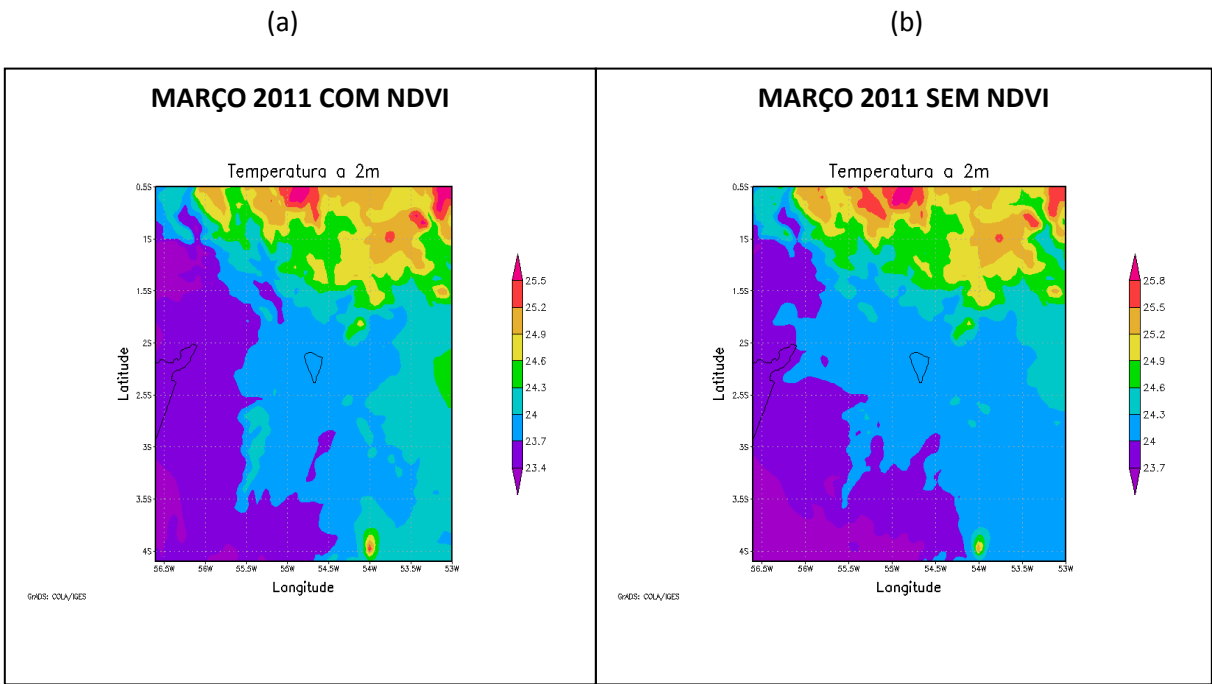 (a)
(b)
MARÇO 2011 COM NDVI
Temperatura a 2m
0.5S
1S
1.5S
2S
2.5S
3S
3.5S
4S
Latitude
56.5W 56W 55.5W 55W 54.5W 54W 53.5W 53W
Longitude
25.5
25.2
24.9
24.6
24.3
24
23.7
23.4
GrADS: COLA/IGES
MARÇO 2011 SEM NDVI
Temperatura a 2m
0.5S
1S
1.5S
2S
2.5S
3S
3.5S
4S
Latitude
56.5W 56W 55.5W 55W 54.5W 54W 53.5W 53W
Longitude
25.8
25.5
25.2
24.9
24.6
24.3
24
23.7
GrADS: COLA/IGES